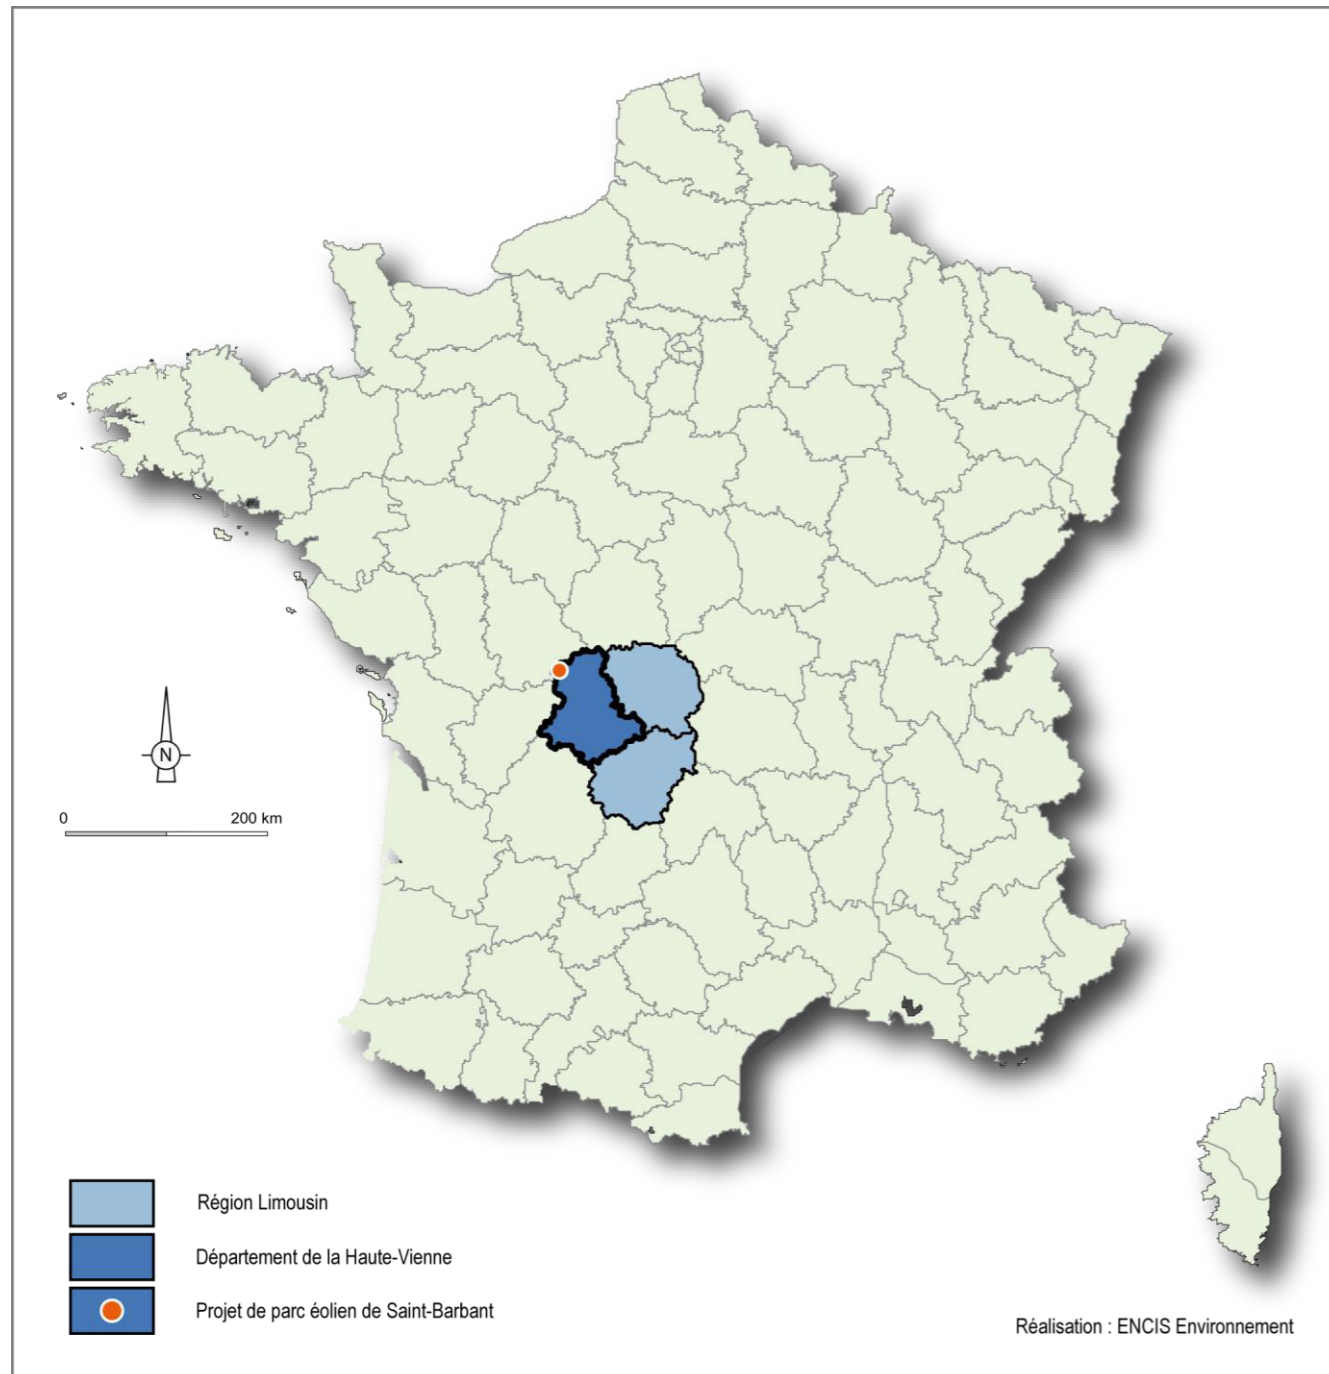 N
0 200 km
Région Limousin
Département de la Haute-Vienne
Projet de parc éolien de Saint-Barbant
Réalisation : ENCIS Environnement